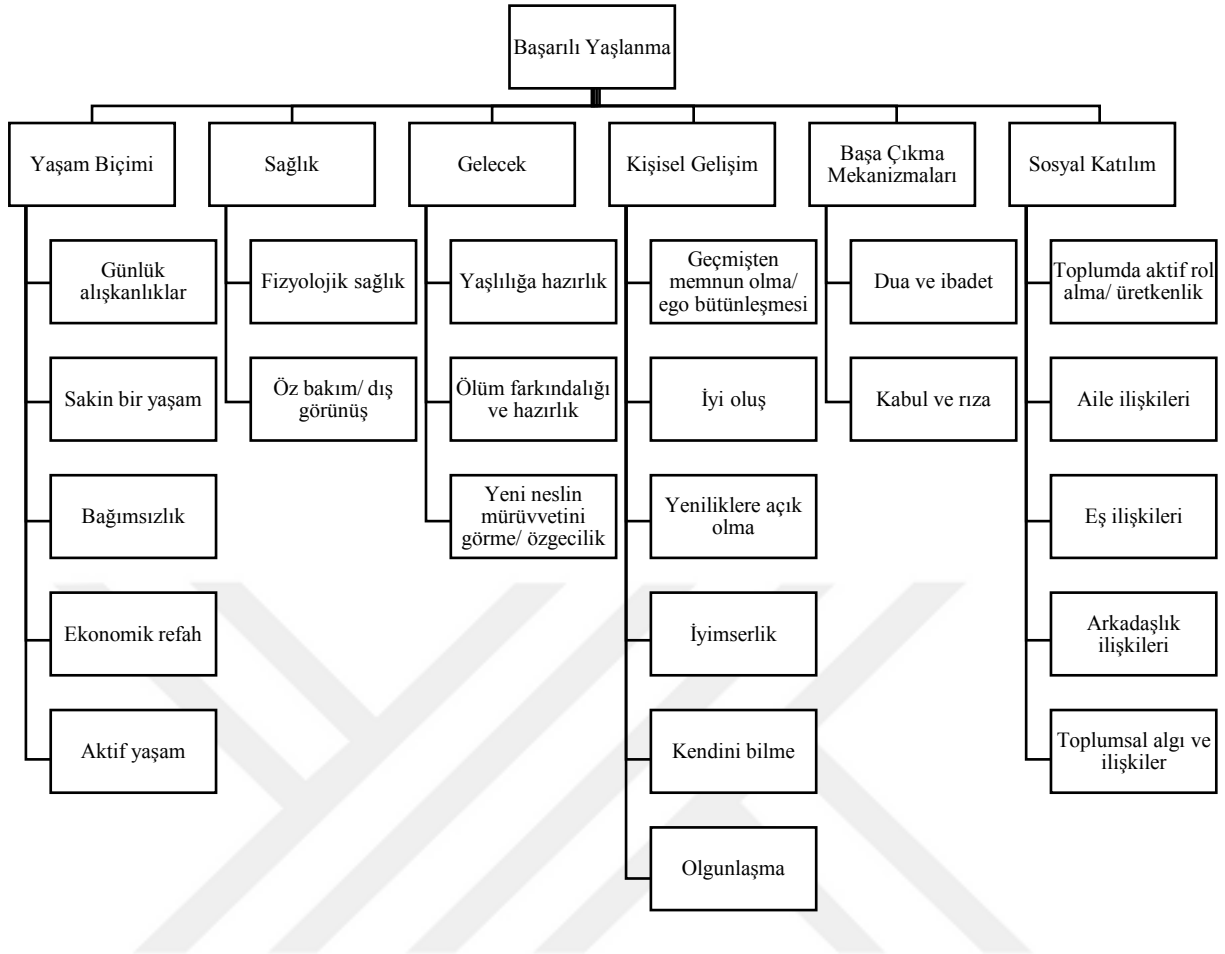 Başarılı Yaşlanma
Yaşam Biçimi
Günlük
alışkanlıklar
Sakin bir yaşam
Bağımsızlık
Ekonomik refah
Aktif yaşam
Sağlık
Fizyolojik sağlık
Öz bakım/ dış
görünüş
Gelecek
Yaşlılığa hazırlık
Ölüm farkındalığı
ve hazırlık
Yeni neslin
mürüvvetini
görme/ özgecilik
Kişisel Gelişim
Geçmişten
memnun olma/
ego bütünleşmesi
İyi oluş
Yeniliklere açık
olma
İyimserlik
Kendini bilme
Olgunlaşma
Başa Çıkma
Mekanizmaları
Dua ve ibadet
Kabul ve rıza
Sosyal Katılım
Toplumda aktif rol
alma/ üretkenlik
Aile ilişkileri
Eş ilişkileri
Arkadaşlık
ilişkileri
Toplumsal algı ve
ilişkiler